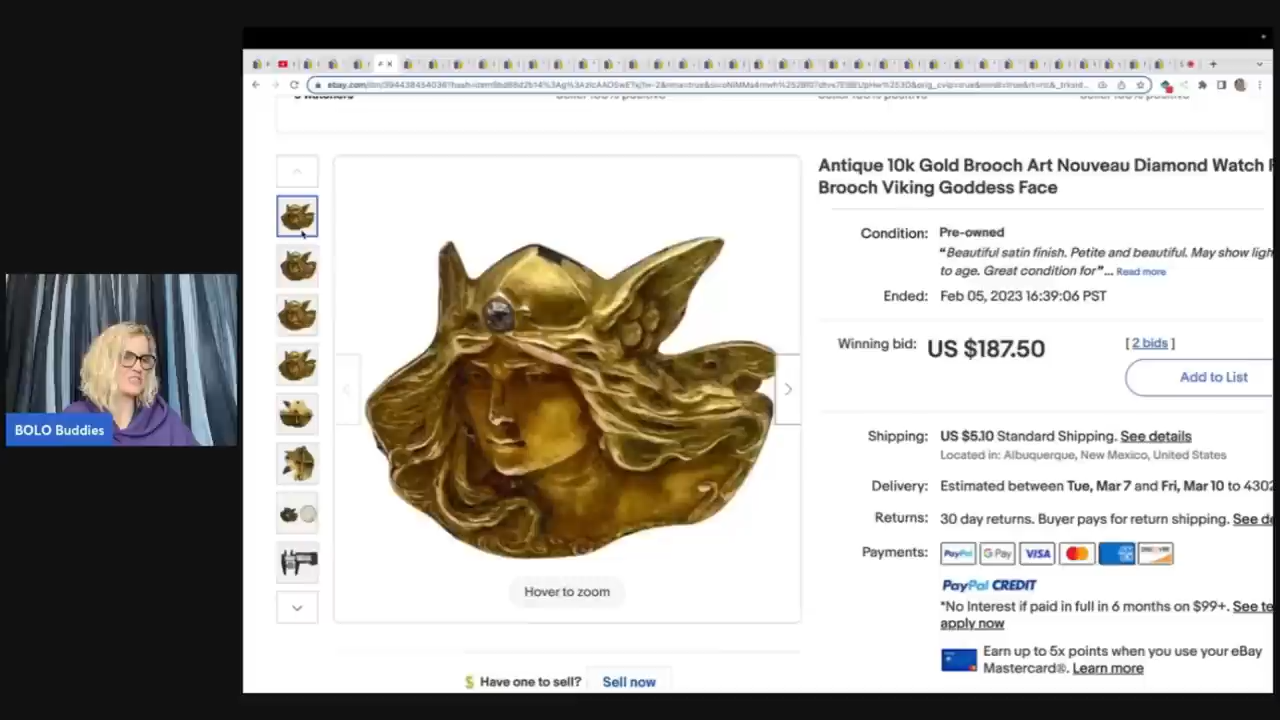 ebay.com
Antique 10k Gold Brooch Art Nouveau Diamond Watch
Brooch Viking Goddess Face
Condition: Pre-owned
“Beautiful satin finish. Petite and beautiful. May show
to age. Great condition for”... Read more
Ended: Feb 05, 2023 16:39:06 PST
Winning bid: US $187.50 [ 2 bids ]
Add to List
Shipping: US $5.10 Standard Shipping. See details
Located in: Albuquerque, New Mexico, United States
BOLO Buddies
Delivery: Estimated between Tue, Mar 7 and Fri, Mar 10 to 4302
Returns: 30 day returns. Buyer pays for return shipping. See
Payments: PayPal G Pay VISA
PayPal CREDIT
Hover to zoom
*No Interest if paid in full in 6 months on $99+. See
apply now
Earn up to 5x points when you use your eBay
Mastercard®. Learn more
$ Have one to sell? Sell now